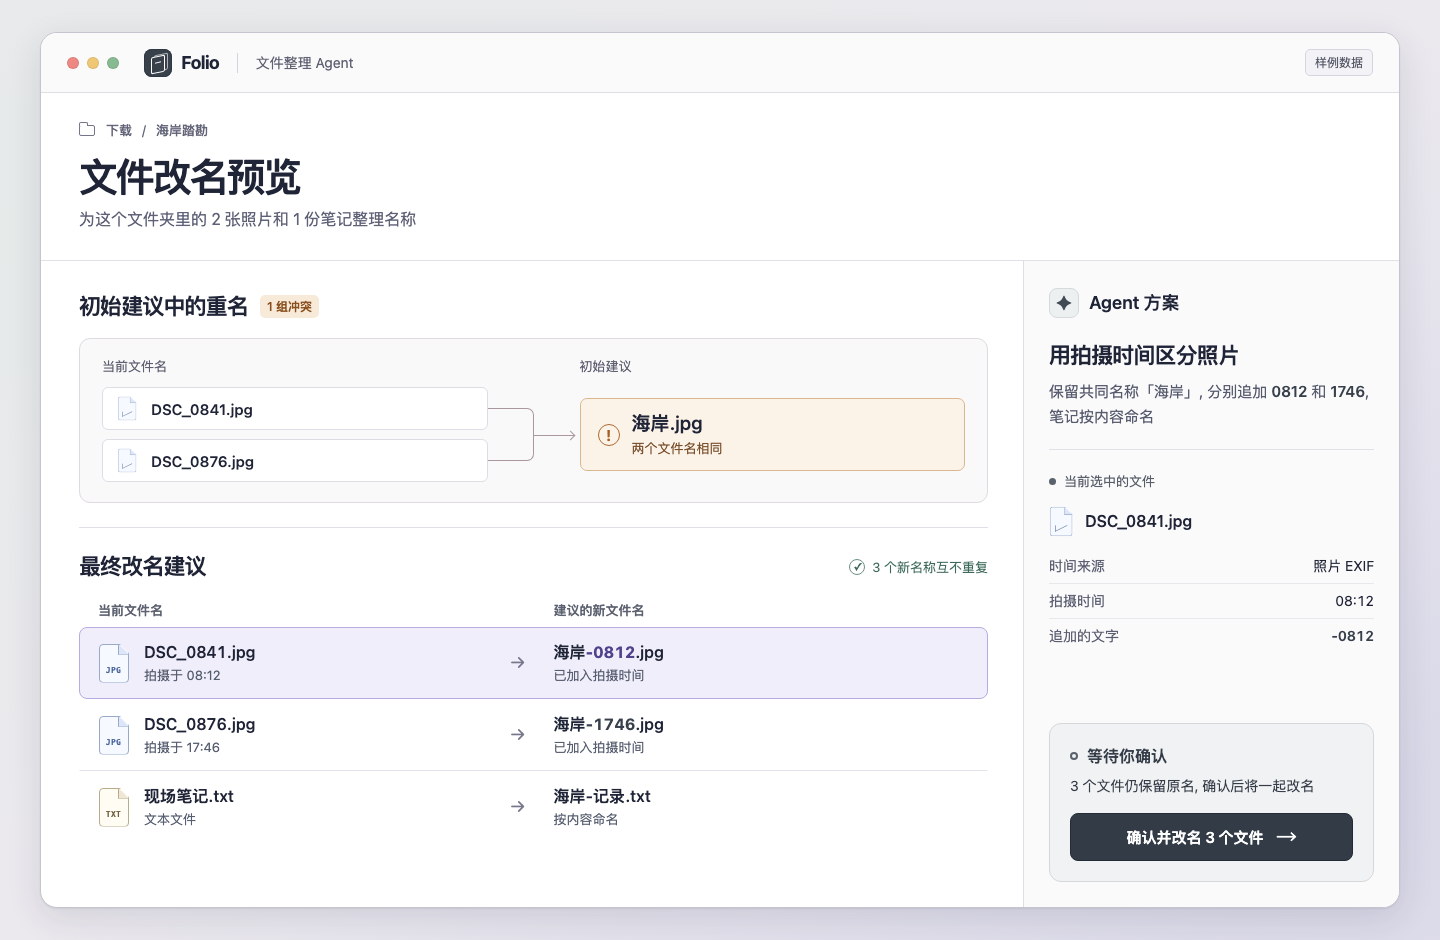 Folio
文件整理 Agent
样例数据
下载 / 海岸踏勘
文件改名预览
为这个文件夹里的 2 张照片和 1 份笔记整理名称
初始建议中的重名
1 组冲突
当前文件名
初始建议
DSC_0841.jpg
DSC_0876.jpg
海岸.jpg
两个文件名相同
最终改名建议
3 个新名称互不重复
当前文件名
建议的新文件名
JPG
DSC_0841.jpg
拍摄于 08:12
海岸-0812.jpg
已加入拍摄时间
JPG
DSC_0876.jpg
拍摄于 17:46
海岸-1746.jpg
已加入拍摄时间
TXT
现场笔记.txt
文本文件
海岸-记录.txt
按内容命名
Agent 方案
用拍摄时间区分照片
保留共同名称「海岸」, 分别追加 0812 和 1746,
笔记按内容命名
当前选中的文件
DSC_0841.jpg
时间来源
照片 EXIF
拍摄时间
08:12
追加的文字
-0812
等待你确认
3 个文件仍保留原名, 确认后将一起改名
确认并改名 3 个文件